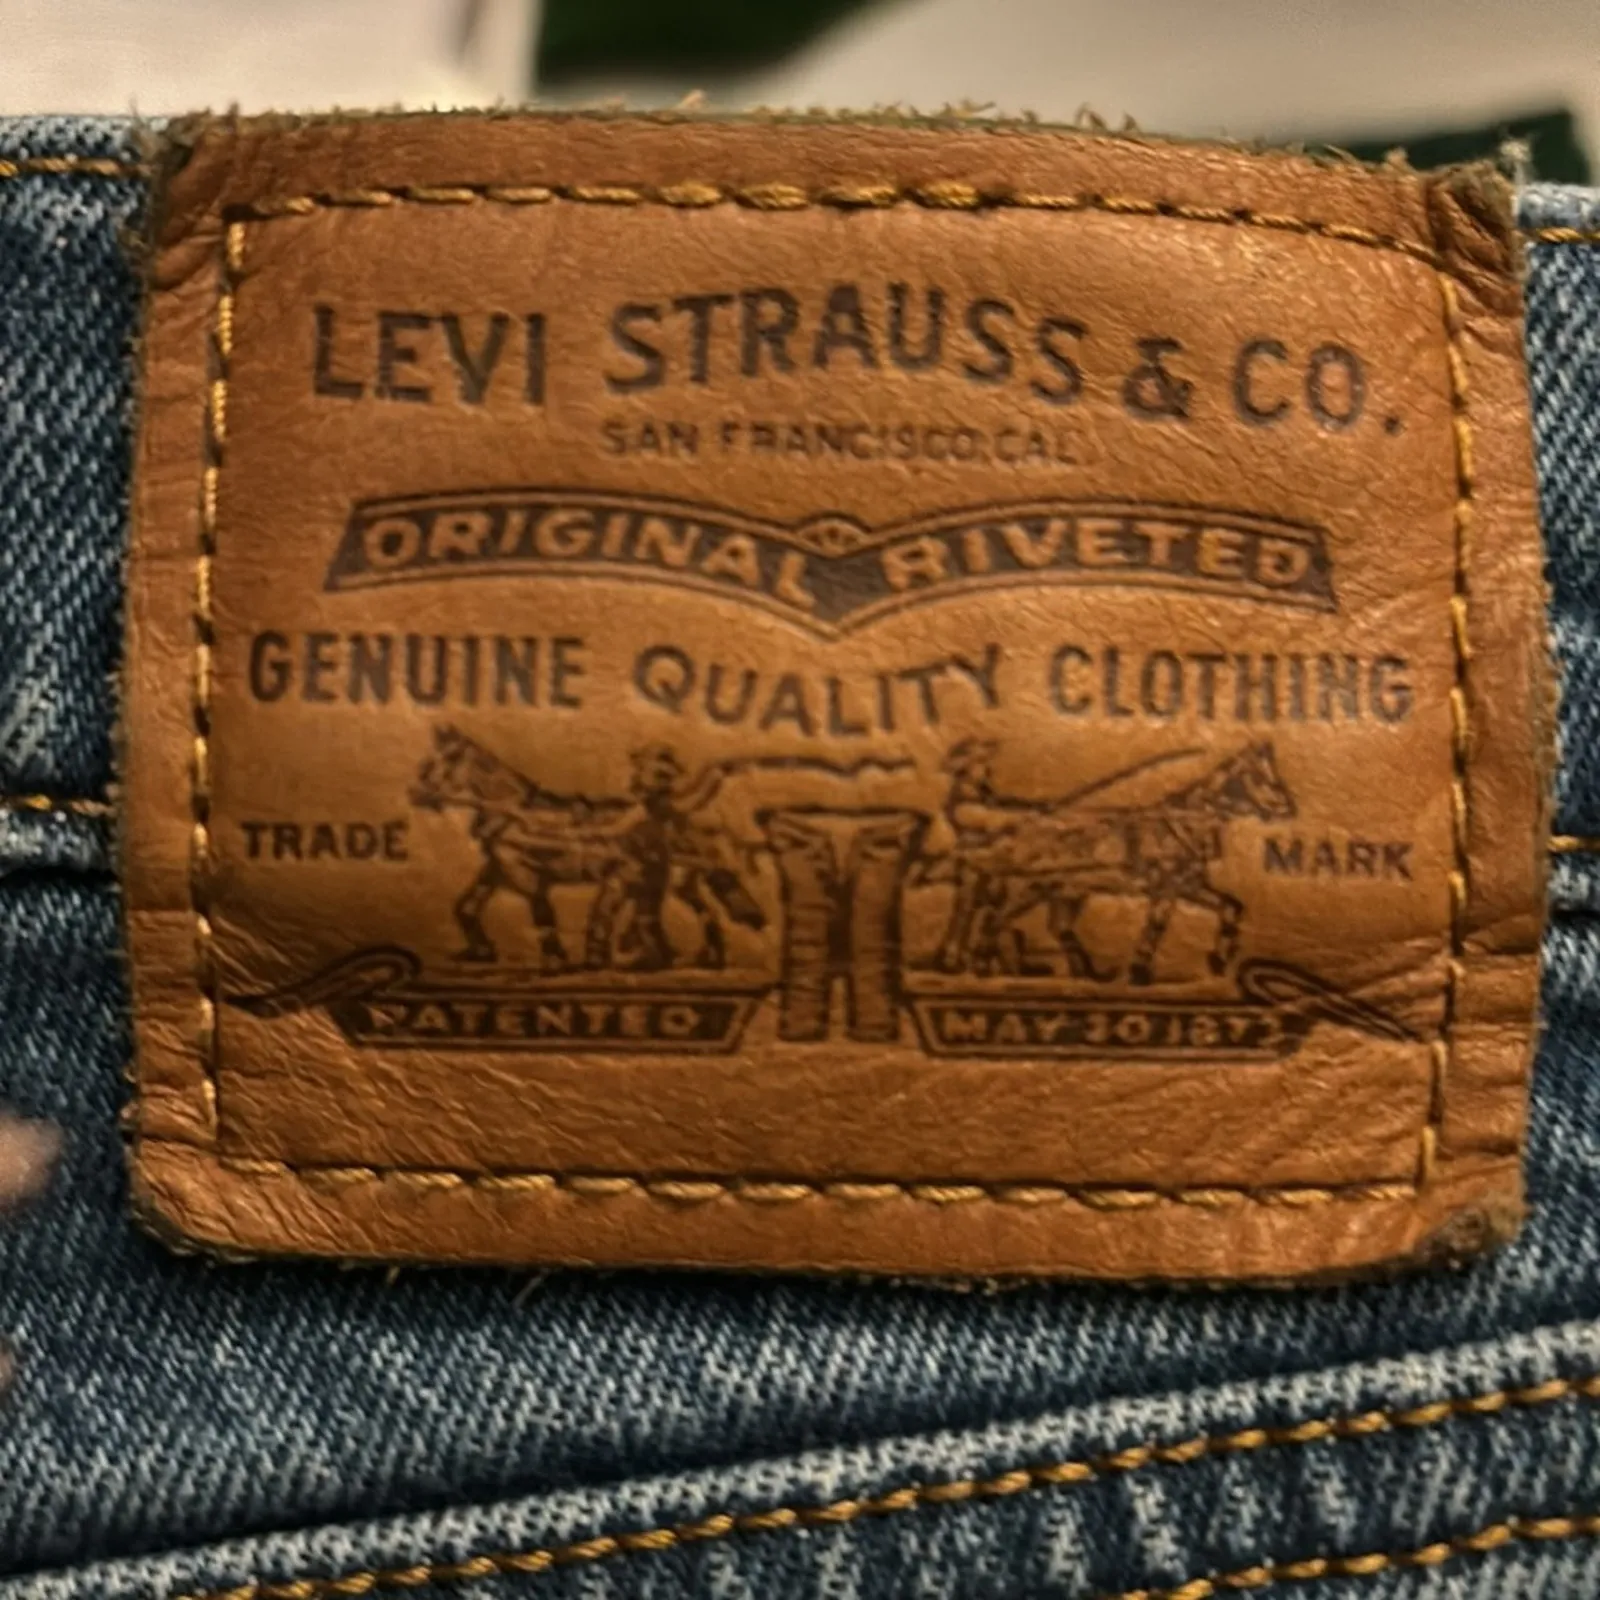 LEVI STRAUSS & CO.
SAN FRANCISCO, CAL.
ORIGINAL RIVETED
GENUINE QUALITY CLOTHING
TRADE MARK
PATENTED MAY 20 1873